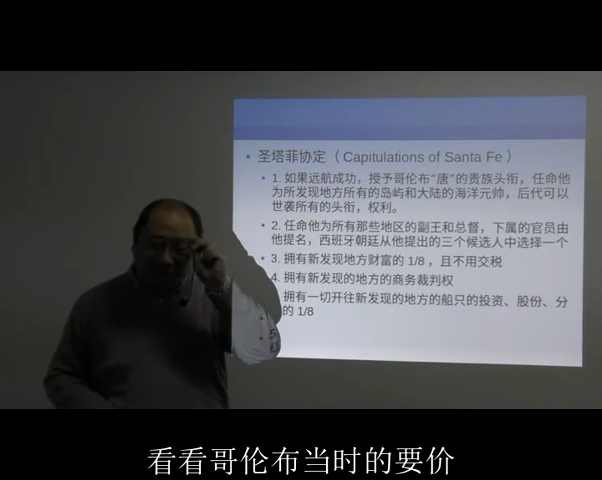 圣塔菲协定（Capitulations of Santa Fe）
1. 如果远航成功，授予哥伦布“唐”的贵族头衔，任命他
为所发现地方所有的岛屿和大陆的海洋元帅，后代可以
世袭所有的头衔，权利。
2. 任命他为所有那些地区的副王和总督，下属的官员由
他提名，西班牙朝廷从他提出的三个候选人中选择一个
3. 拥有新发现地方财富的 1/8 ，且不用交税
4. 拥有新发现的地方的商务裁判权
拥有一切开往新发现的地方的船只的投资、股份、分
的 1/8
看看哥伦布当时的要价